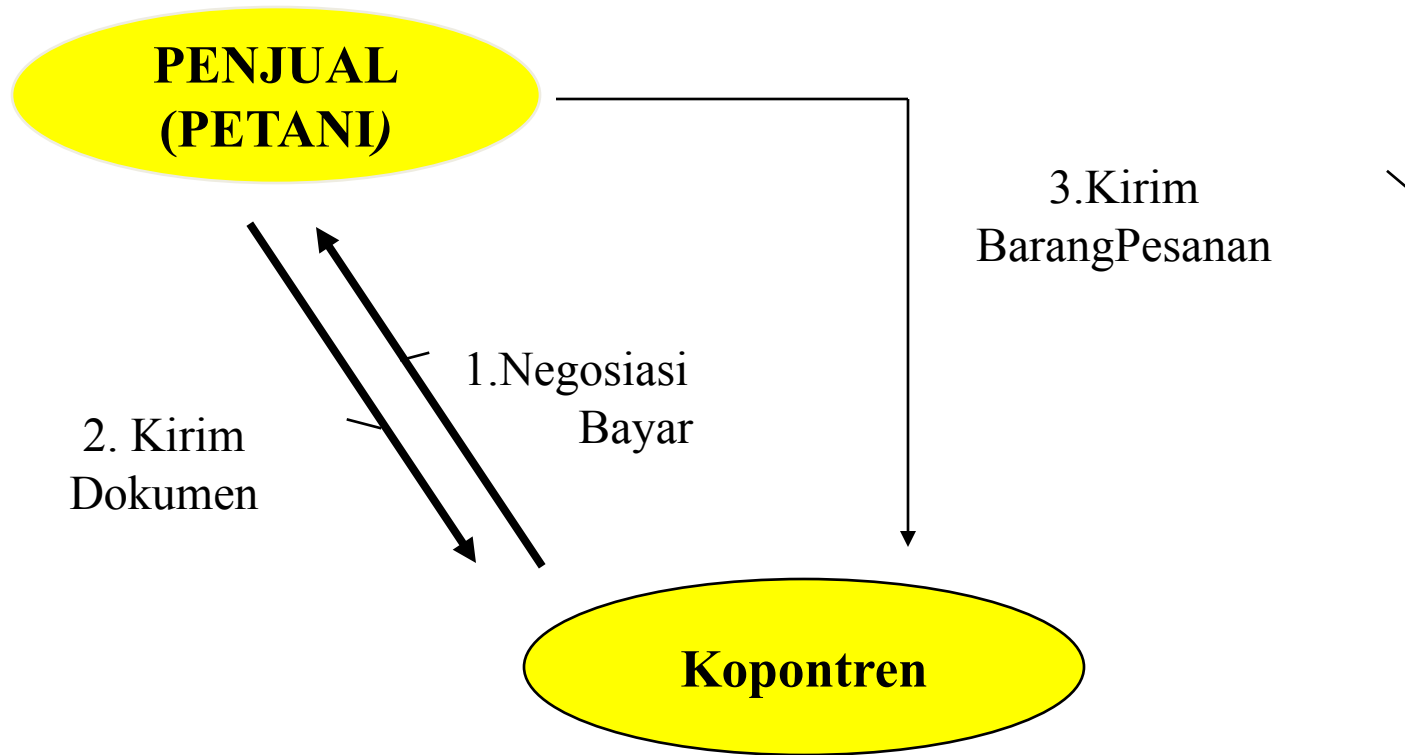 PENJUAL
(PETANI)
3.Kirim
BarangPesanan
1.Negosiasi
Bayar
2. Kirim
Dokumen
Kopontren